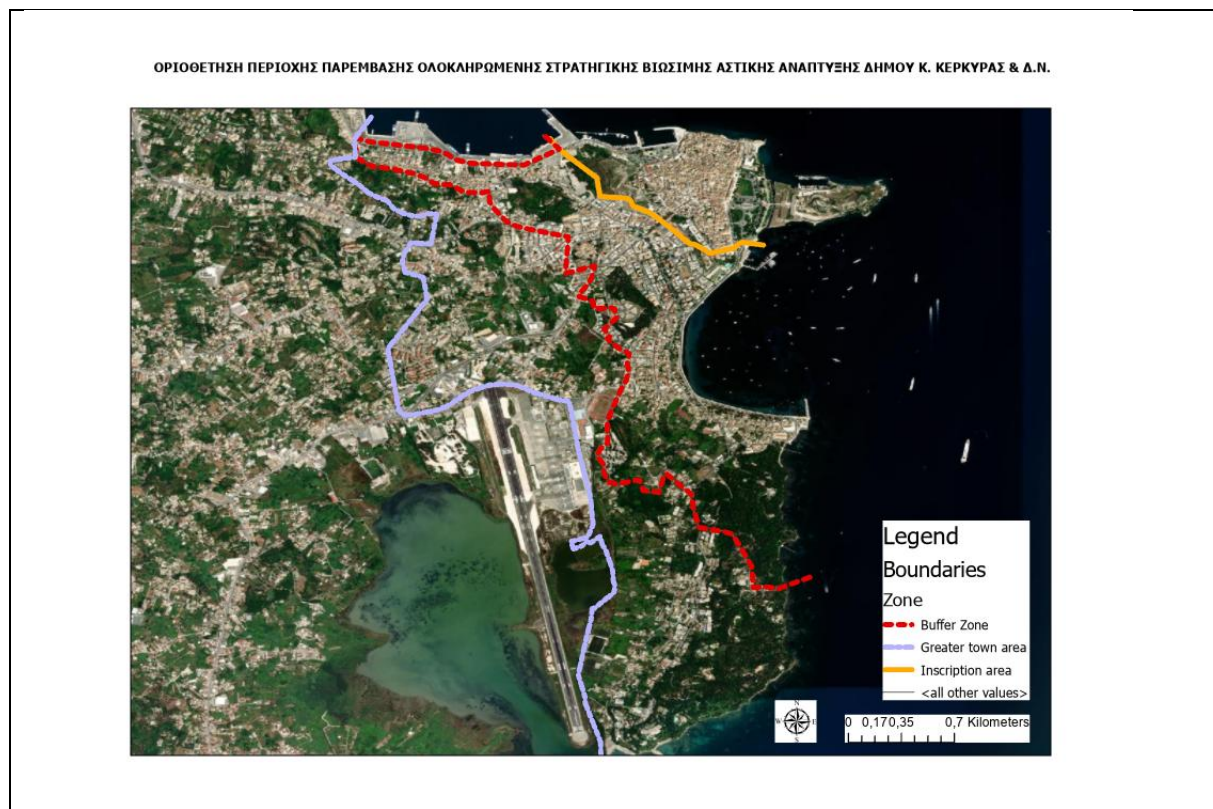 ΟΡΙΟΘΕΤΗΣΗ ΠΕΡΙΟΧΗΣ ΠΑΡΕΜΒΑΣΗΣ ΟΛΟΚΛΗΡΩΜΕΝΗΣ ΣΤΡΑΤΗΓΙΚΗΣ ΒΙΩΣΙΜΗΣ ΑΣΤΙΚΗΣ ΑΝΑΠΤΥΞΗΣ ΔΗΜΟΥ Κ. ΚΕΡΚΥΡΑΣ & Δ.Ν.
Legend
Boundaries
Zone
Buffer Zone
Greater town area
Inscription area
<all other values>
N
W E
S
0 0,170,35 0,7 Kilometers